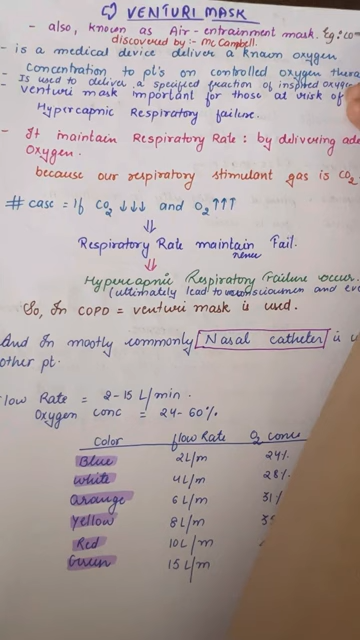 c) VENTURI MASK
- also, known as Air-entrainment mask. Eg:
discovered by :- Mc Campbell.
- is a medical device deliver a known oxygen
concentration to pt's on controlled oxygen thera
- Is used to deliver a specified fraction of inspired oxygen
- venturi mask important for those at risk of
Hypercapnic Respiratory failure.
- It maintain Respiratory Rate : by delivering ade
Oxygen.
because our respiratory stimulant gas is CO2
# case = If CO2 ↓↓↓ and O2 ↑↑↑
⇓
Respiratory Rate maintain Fail.
⇓
Hypercapnic Respiratory Failure occur.
(ultimately lead to and
So, In COPD = venturi mask is used.
And In mostly commonly Nasal catheter is u
other pt.
low Rate = 2-15 L/min.
Oxygen conc = 24-60%
Color flow Rate O2 conc
Blue 2L/m 24%
White 4L/m 28%
Orange 6L/m 31%
Yellow 8L/m
Red 10L/m
Green 15L/m